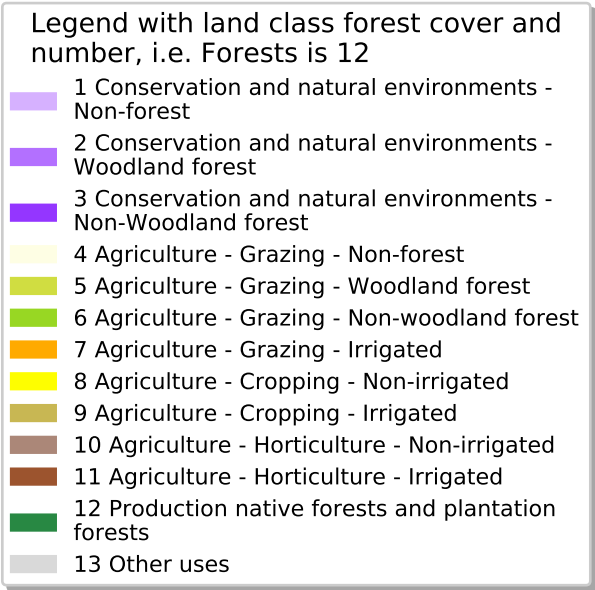 Legend with land class forest cover and
number, i.e. Forests is 12
1 Conservation and natural environments -
Non-forest
2 Conservation and natural environments -
Woodland forest
3 Conservation and natural environments -
Non-Woodland forest
4 Agriculture - Grazing - Non-forest
5 Agriculture - Grazing - Woodland forest
6 Agriculture - Grazing - Non-woodland forest
7 Agriculture - Grazing - Irrigated
8 Agriculture - Cropping - Non-irrigated
9 Agriculture - Cropping - Irrigated
10 Agriculture - Horticulture - Non-irrigated
11 Agriculture - Horticulture - Irrigated
12 Production native forests and plantation
forests
13 Other uses